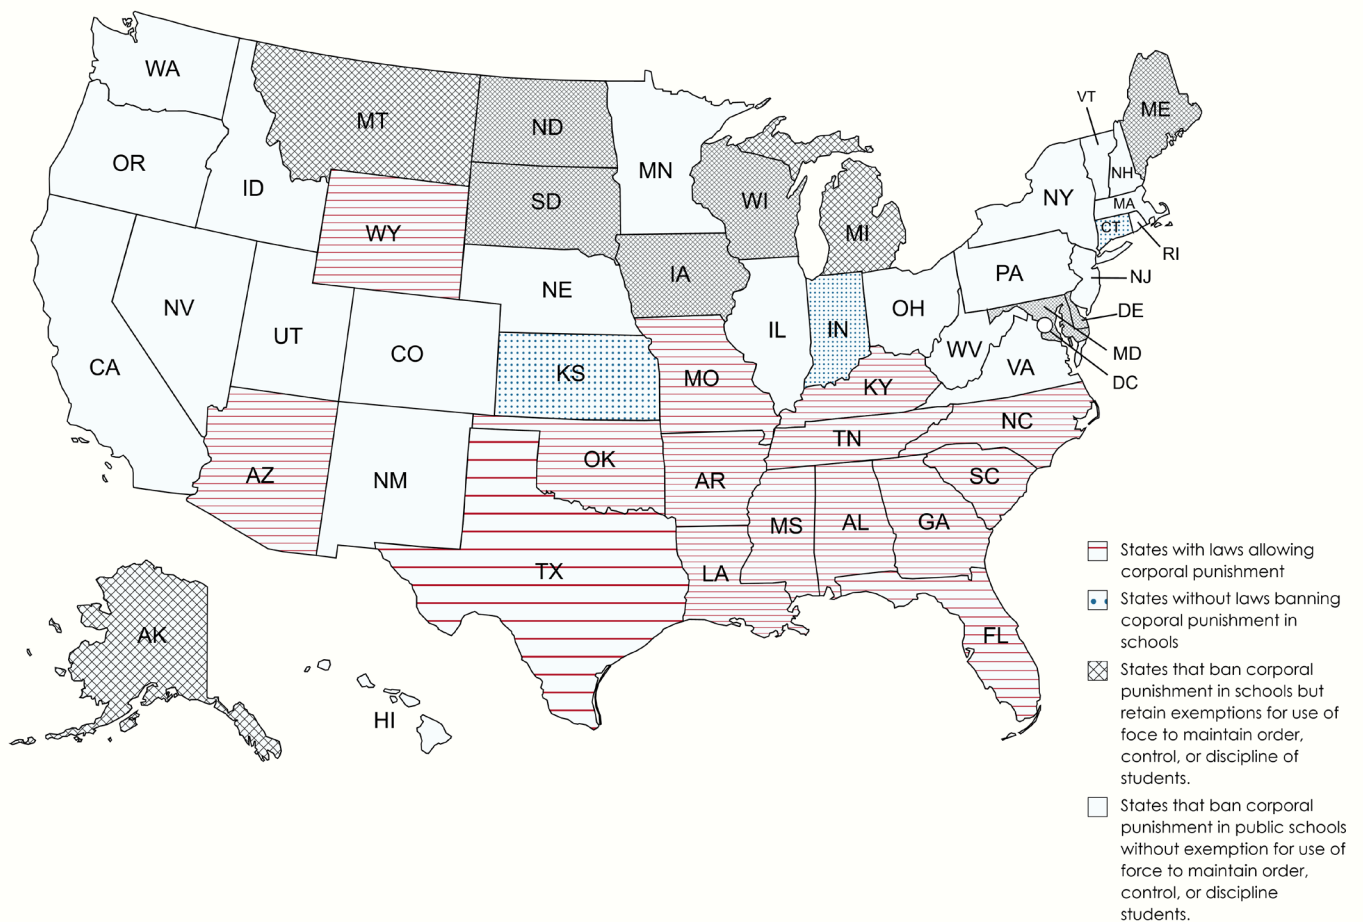 WA
MT
ND
MN
VT
ME
OR
ID
SD
WI
NH
NY
MA
WY
MI
CT
RI
IA
PA
NJ
NV
NE
OH
DE
UT
IL
IN
CO
WV
MD
CA
KS
MO
VA
DC
KY
NC
TN
AZ
OK
NM
AR
SC
MS
AL
GA
TX
LA
AK
FL
HI
States with laws allowing
corporal punishment
States without laws banning
coporal punishment in
schools
States that ban corporal
punishment in schools but
retain exemptions for use of
foce to maintain order,
control, or discipline of
students.
States that ban corporal
punishment in public schools
without exemption for use of
force to maintain order,
control, or discipline
students.